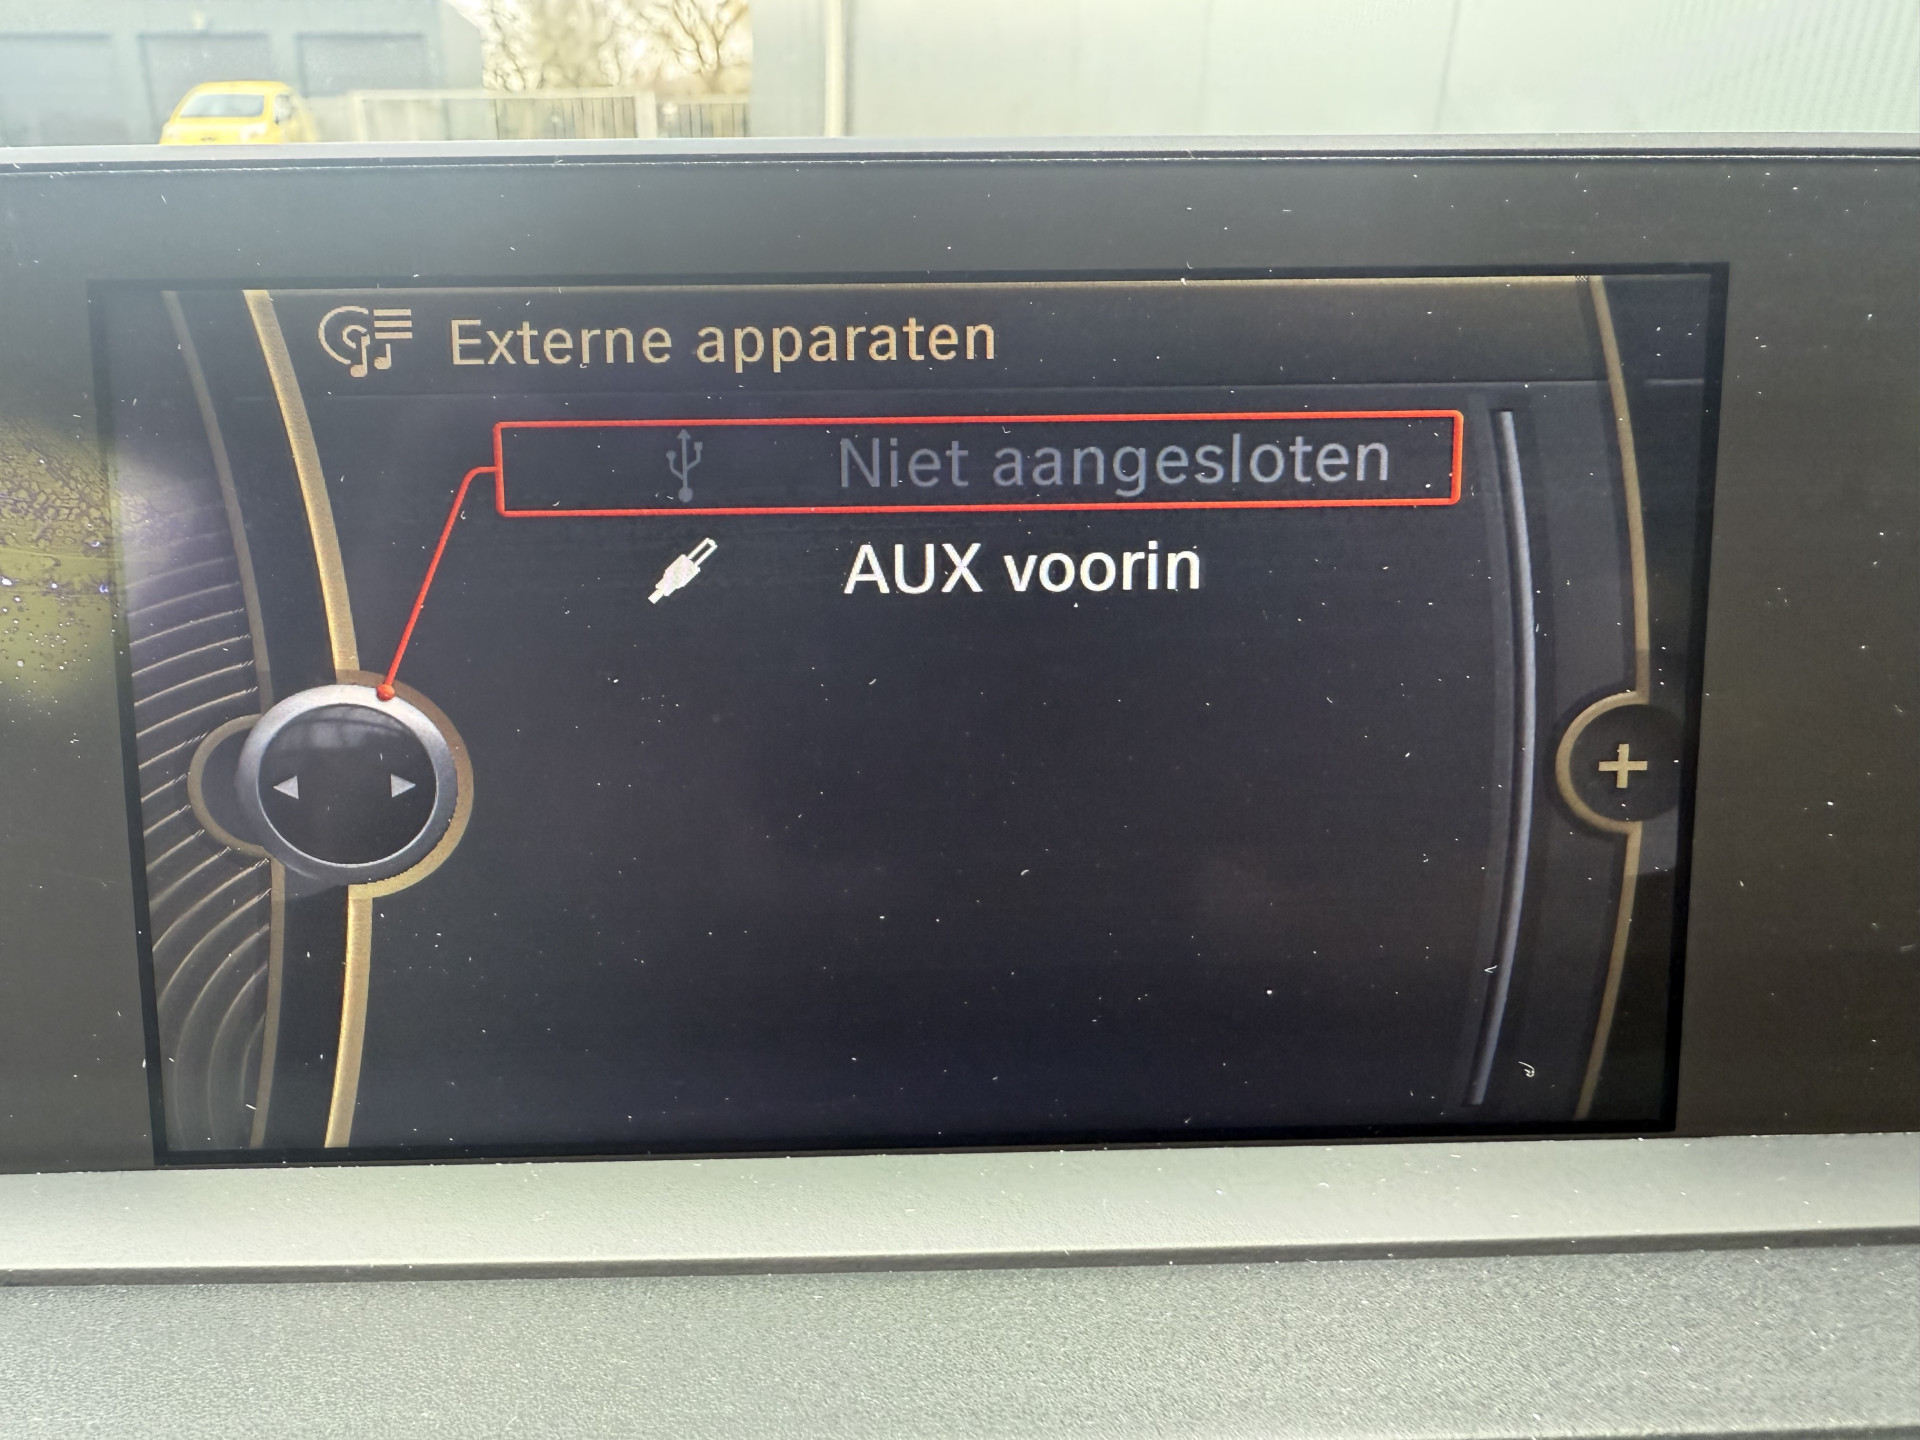 Externe apparaten
Niet aangesloten
AUX voorin
+